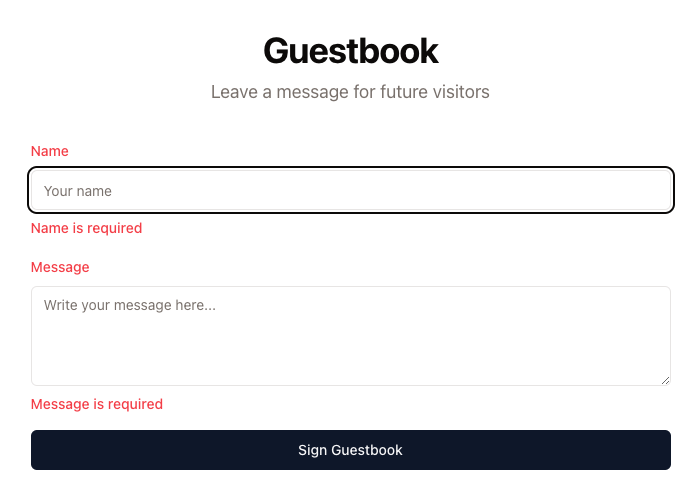 Guestbook
Leave a message for future visitors
Name
Your name
Name is required
Message
Write your message here...
Message is required
Sign Guestbook